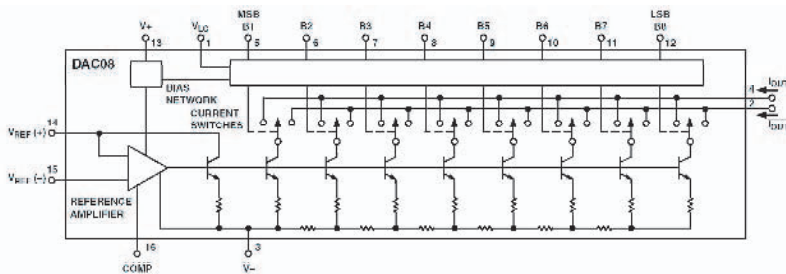 MSB LSB
V+ VLC B1 B2 B3 B4 B5 B6 B7 B8
13 1 5 6 7 8 9 10 11 12
DAC08
BIAS
NETWORK
CURRENT
SWITCHES
4 IOUT
2 IOUT
VREF (+) 14
VREF (–) 15
REFERENCE
AMPLIFIER
16 3
COMP V–